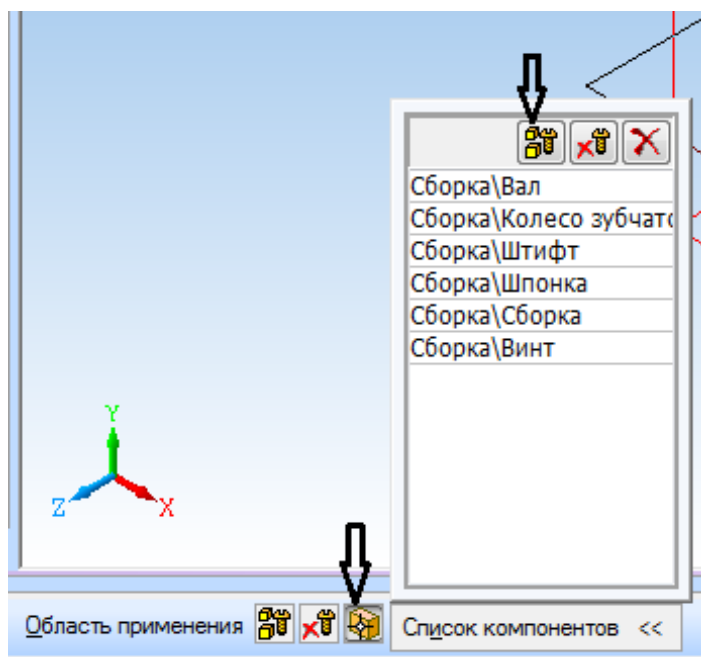 Сборка\Вал
Сборка\Колесо зубчато
Сборка\Штифт
Сборка\Шпонка
Сборка\Сборка
Сборка\Винт
Y
Z
X
Область применения
Список компонентов <<